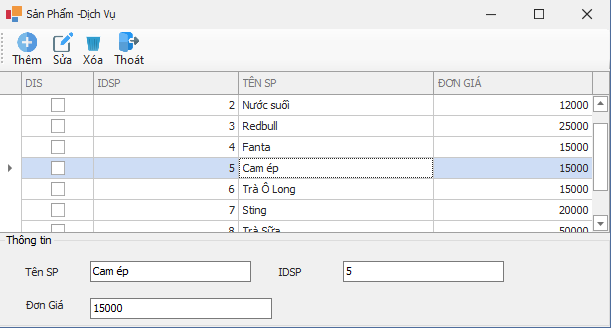 Sản Phẩm -Dịch Vụ
Thêm Sửa Xóa Thoát
DIS IDSP TÊN SP ĐƠN GIÁ
2 Nước suối 12000
3 Redbull 25000
4 Fanta 15000
5 Cam ép 15000
6 Trà Ô Long 15000
7 Sting 20000
8 Trà Sữa 50000
Thông tin
Tên SP Cam ép IDSP 5
Đơn Giá 15000